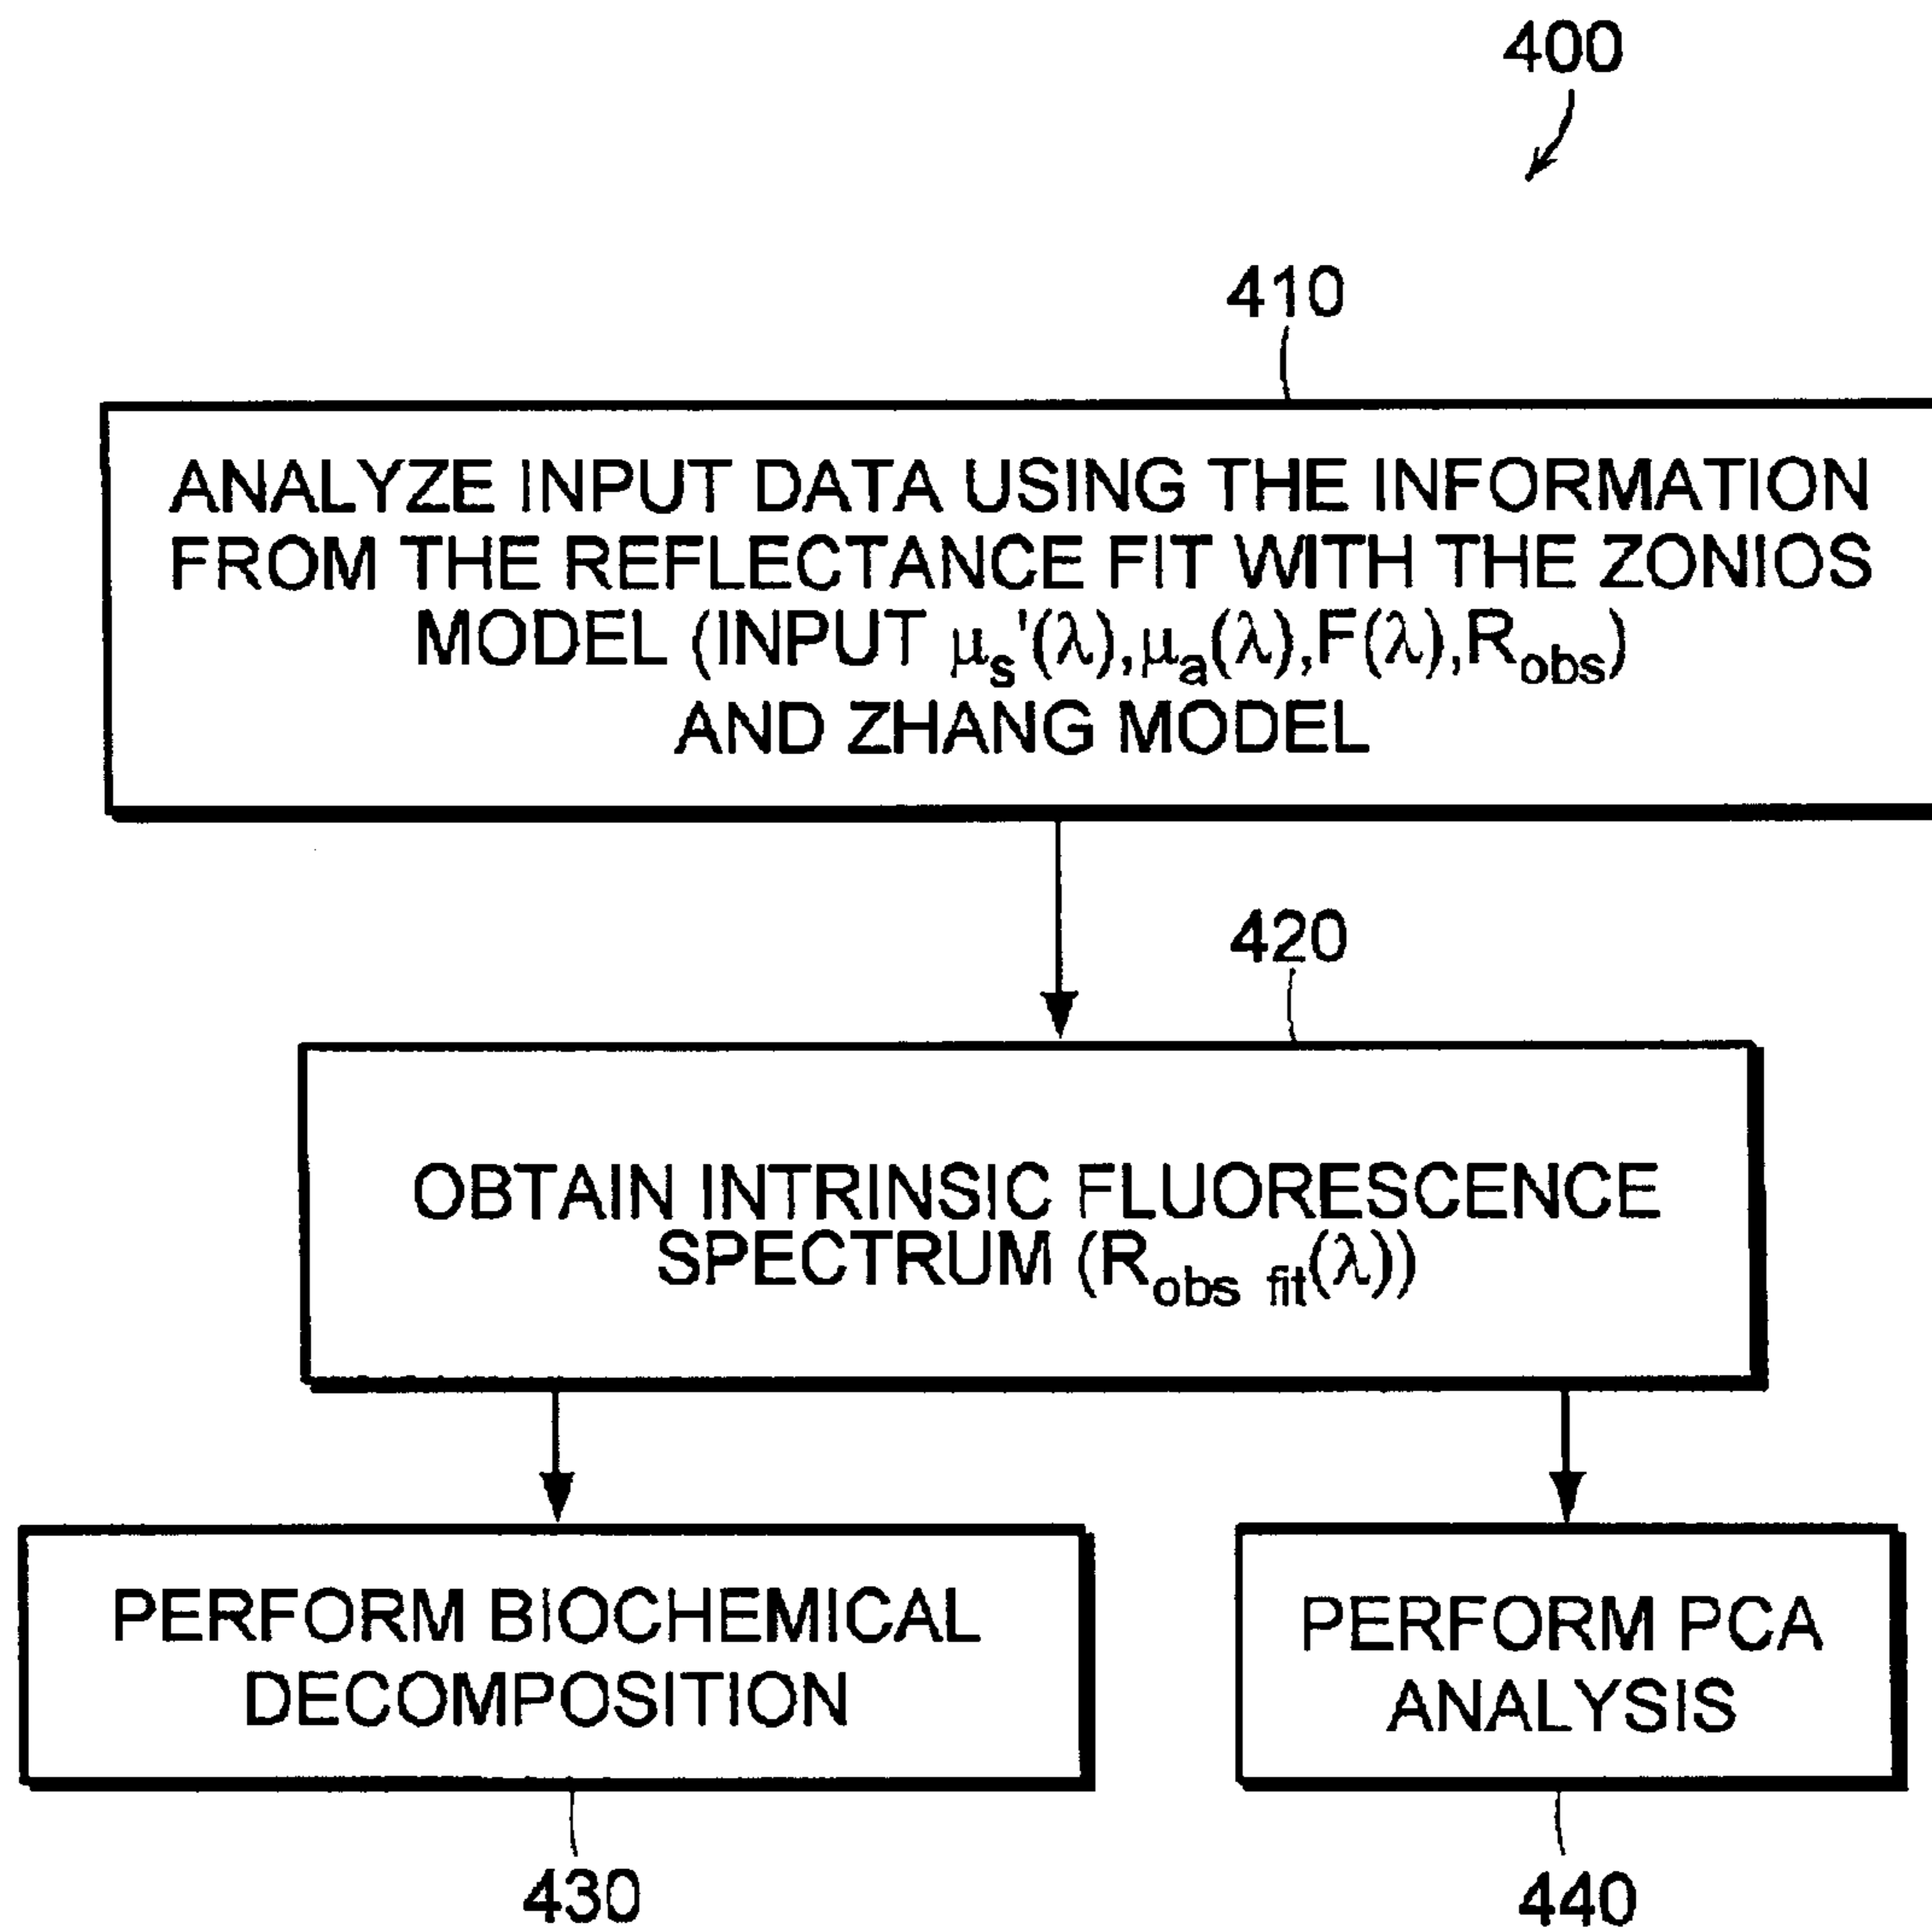 400
410
ANALYZE INPUT DATA USING THE INFORMATION
FROM THE REFLECTANCE FIT WITH THE ZONIOS
MODEL (INPUT μs'(λ),μa(λ),F(λ),Robs)
AND ZHANG MODEL
420
OBTAIN INTRINSIC FLUORESCENCE
SPECTRUM (Robs fit(λ))
PERFORM BIOCHEMICAL
DECOMPOSITION
PERFORM PCA
ANALYSIS
430
440